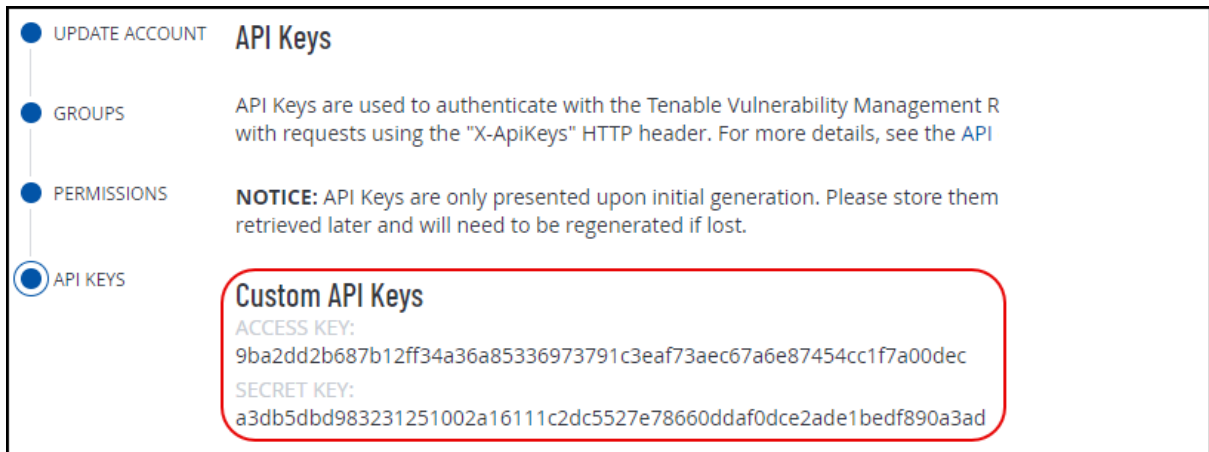 UPDATE ACCOUNT
API Keys
GROUPS
API Keys are used to authenticate with the Tenable Vulnerability Management R
with requests using the "X-ApiKeys" HTTP header. For more details, see the API
PERMISSIONS
NOTICE: API Keys are only presented upon initial generation. Please store them
retrieved later and will need to be regenerated if lost.
API KEYS
Custom API Keys
ACCESS KEY:
9ba2dd2b687b12ff34a36a85336973791c3eaf73aec67a6e87454cc1f7a00dec
SECRET KEY:
a3db5dbd983231251002a16111c2dc5527e78660ddaf0dce2ade1bedf890a3ad